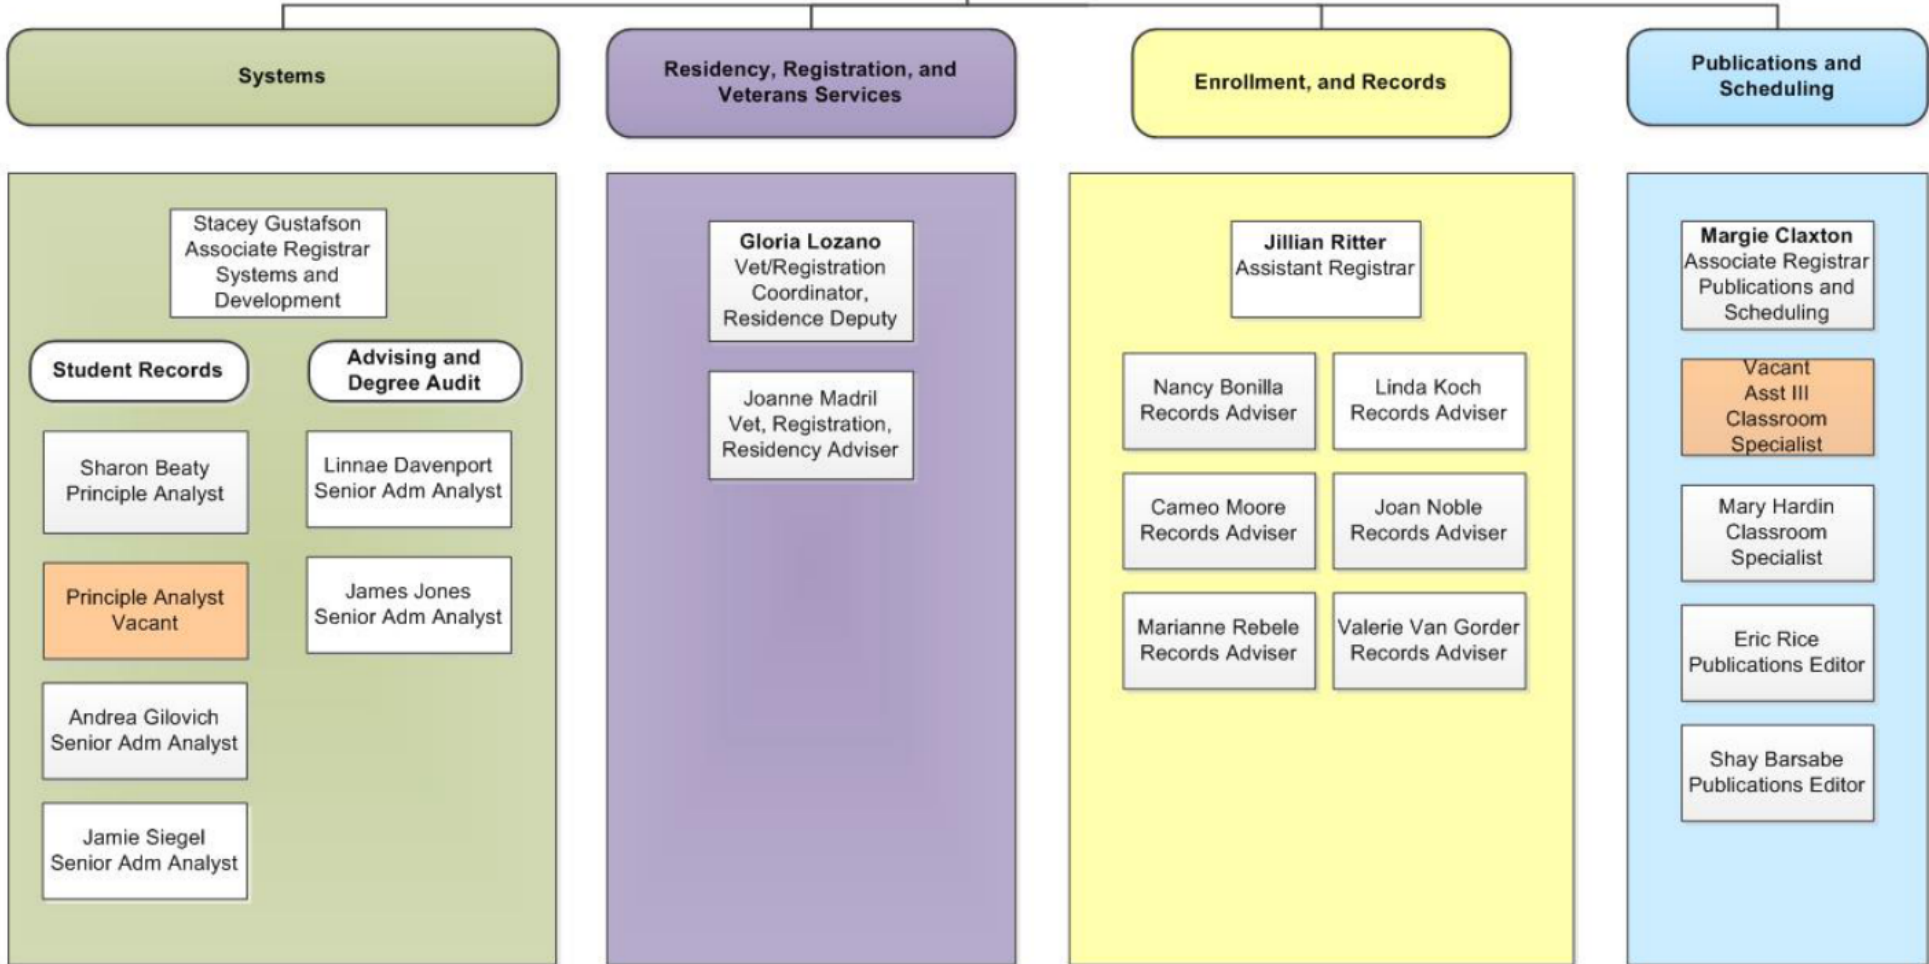 Systems
Residency, Registration, and
Veterans Services
Enrollment, and Records
Publications and
Scheduling
Stacey Gustafson
Associate Registrar
Systems and
Development
Student Records
Advising and
Degree Audit
Sharon Beaty
Principle Analyst
Linnae Davenport
Senior Adm Analyst
Principle Analyst
Vacant
James Jones
Senior Adm Analyst
Andrea Gilovich
Senior Adm Analyst
Jamie Siegel
Senior Adm Analyst
Gloria Lozano
Vet/Registration
Coordinator,
Residence Deputy
Joanne Madril
Vet, Registration,
Residency Adviser
Jillian Ritter
Assistant Registrar
Nancy Bonilla
Records Adviser
Linda Koch
Records Adviser
Cameo Moore
Records Adviser
Joan Noble
Records Adviser
Marianne Rebele
Records Adviser
Valerie Van Gorder
Records Adviser
Margie Claxton
Associate Registrar
Publications and
Scheduling
Vacant
Asst III
Classroom
Specialist
Mary Hardin
Classroom
Specialist
Eric Rice
Publications Editor
Shay Barsabe
Publications Editor